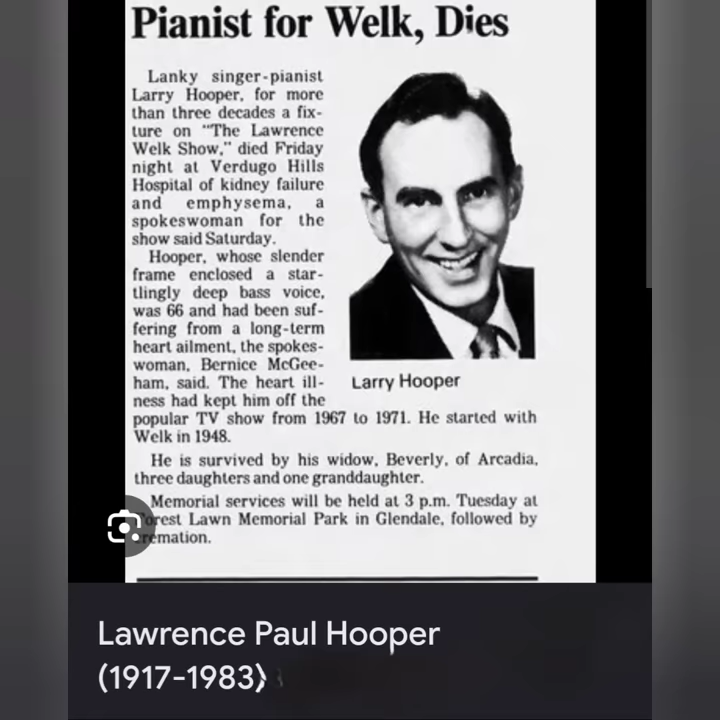 Pianist for Welk, Dies
Lanky singer-pianist
Larry Hooper, for more
than three decades a fix-
ture on "The Lawrence
Welk Show," died Friday
night at Verdugo Hills
Hospital of kidney failure
and emphysema, a
spokeswoman for the
show said Saturday.
Hooper, whose slender
frame enclosed a star-
tlingly deep bass voice,
was 66 and had been suf-
fering from a long-term
heart ailment, the spokes-
woman, Bernice McGee-
ham, said. The heart ill-
ness had kept him off the
popular TV show from 1967 to 1971. He started with
Welk in 1948.
Larry Hooper
He is survived by his widow, Beverly, of Arcadia,
three daughters and one granddaughter.
Memorial services will be held at 3 p.m. Tuesday at
Forest Lawn Memorial Park in Glendale, followed by
cremation.
Lawrence Paul Hooper
(1917-1983)